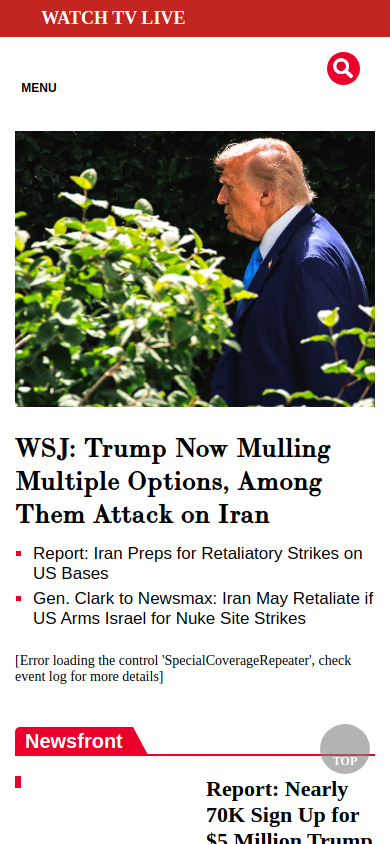 WATCH TV LIVE
MENU
WSJ: Trump Now Mulling
Multiple Options, Among
Them Attack on Iran
Report: Iran Preps for Retaliatory Strikes on
US Bases
Gen. Clark to Newsmax: Iran May Retaliate if
US Arms Israel for Nuke Site Strikes
[Error loading the control 'SpecialCoverageRepeater', check
event log for more details]
Newsfront
TOP
Report: Nearly
70K Sign Up for
$5 Million Trump